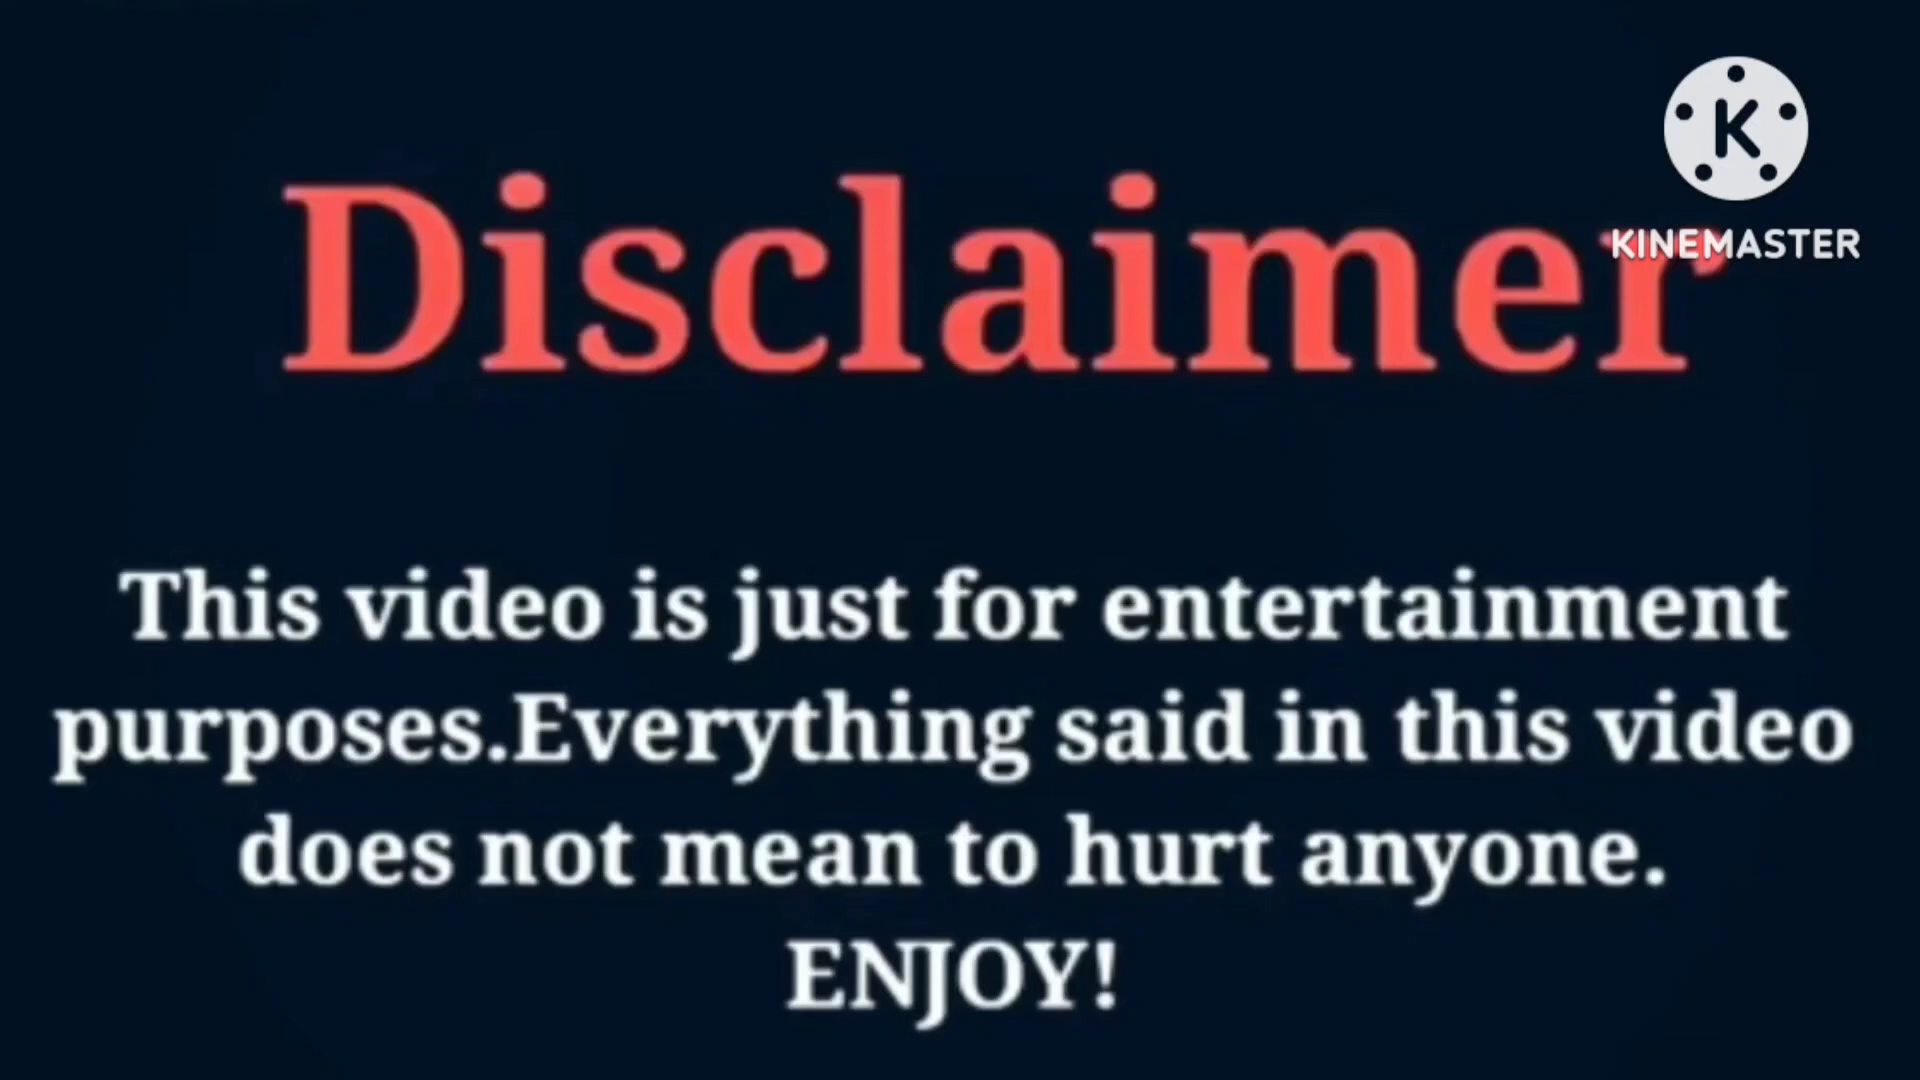 K
KINEMASTER
Disclaimer
This video is just for entertainment
purposes.Everything said in this video
does not mean to hurt anyone.
ENJOY!